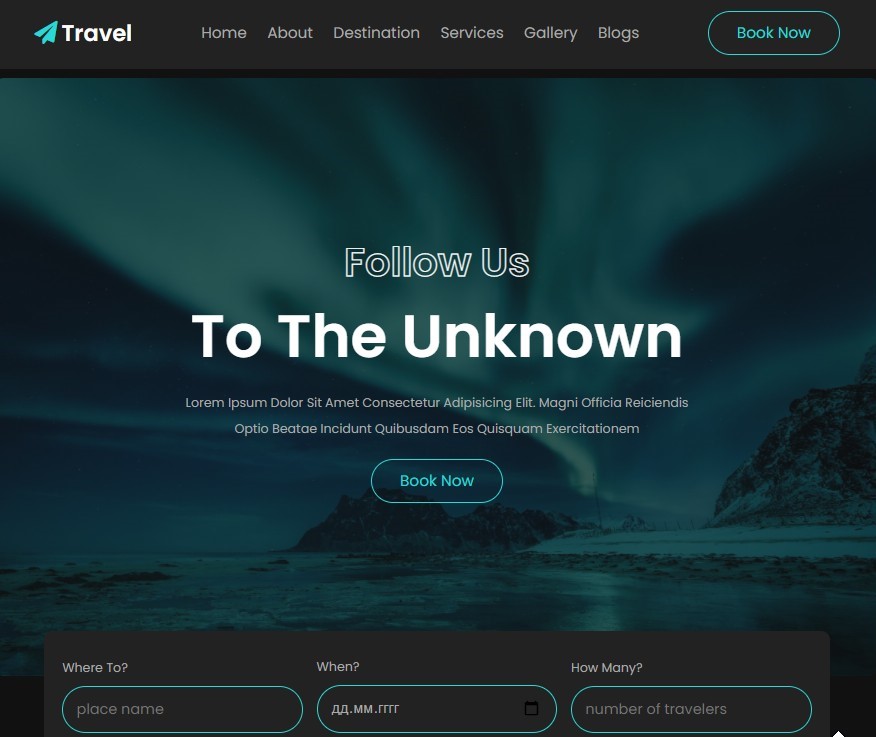 Travel Home About Destination Services Gallery Blogs Book Now
Follow Us
To The Unknown
Lorem Ipsum Dolor Sit Amet Consectetur Adipisicing Elit. Magni Officia Reiciendis
Optio Beatae Incidunt Quibusdam Eos Quisquam Exercitationem
Book Now
Where To? When? How Many?
place name дд.мм.гггг number of travelers